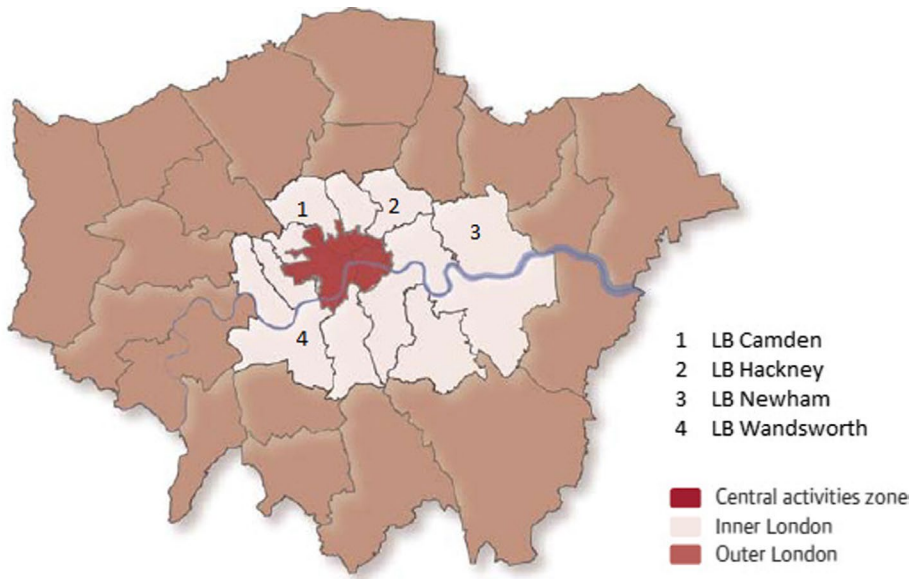 1
2
3
4
1 LB Camden
2 LB Hackney
3 LB Newham
4 LB Wandsworth
Central activities zone
Inner London
Outer London